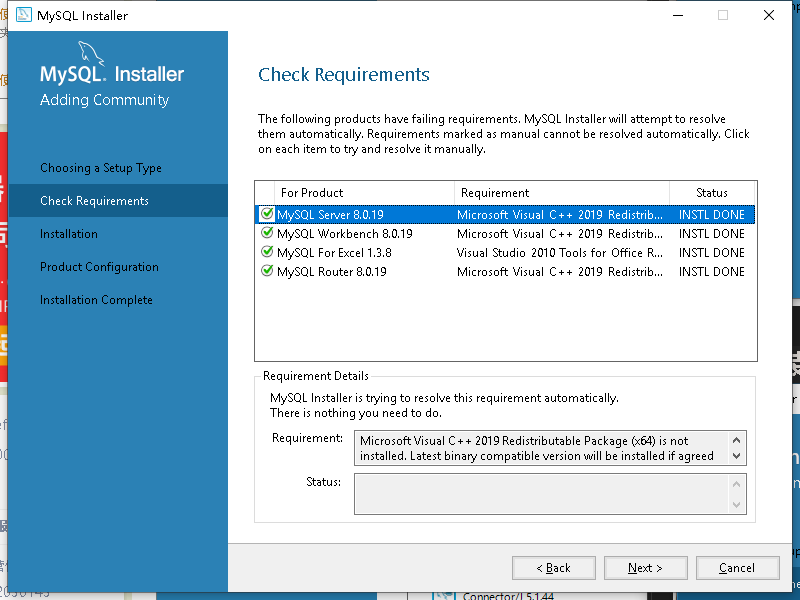 MySQL Installer
MySQL. Installer
Adding Community
Choosing a Setup Type
Check Requirements
Installation
Product Configuration
Installation Complete
Check Requirements
The following products have failing requirements. MySQL Installer will attempt to resolve
them automatically. Requirements marked as manual cannot be resolved automatically. Click
on each item to try and resolve it manually.
For Product Requirement Status
MySQL Server 8.0.19 Microsoft Visual C++ 2019 Redistrib... INSTL DONE
MySQL Workbench 8.0.19 Microsoft Visual C++ 2019 Redistrib... INSTL DONE
MySQL For Excel 1.3.8 Visual Studio 2010 Tools for Office R... INSTL DONE
MySQL Router 8.0.19 Microsoft Visual C++ 2019 Redistrib... INSTL DONE
Requirement Details
MySQL Installer is trying to resolve this requirement automatically.
There is nothing you need to do.
Requirement: Microsoft Visual C++ 2019 Redistributable Package (x64) is not
installed. Latest binary compatible version will be installed if agreed
Status:
< Back Next > Cancel
Connector/J 5.1.44